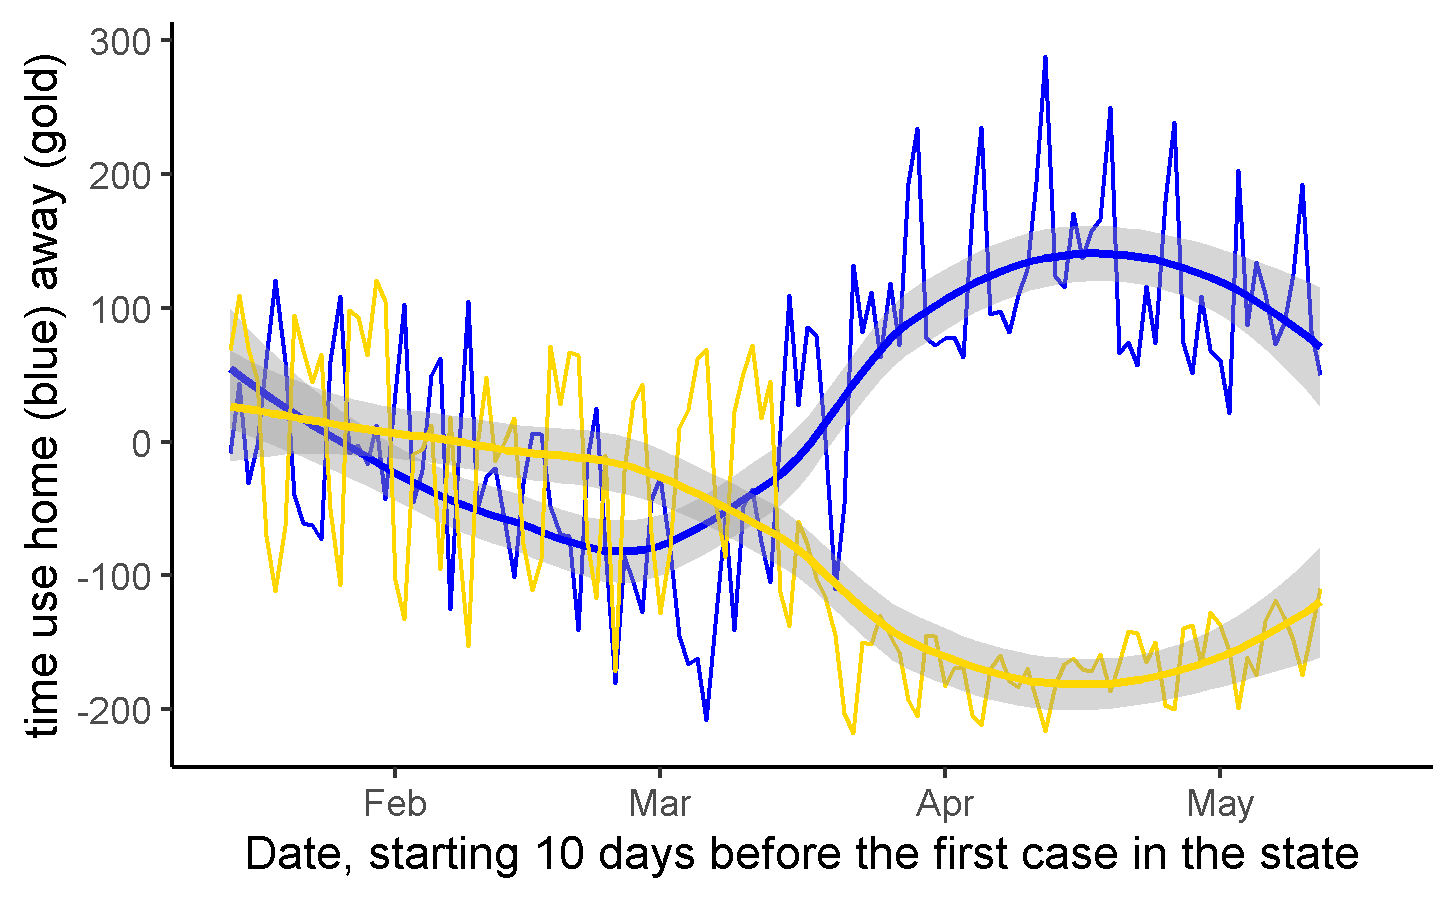 time use home (blue) away (gold)
300
200
100
0
-100
-200
Feb Mar Apr May
Date, starting 10 days before the first case in the state